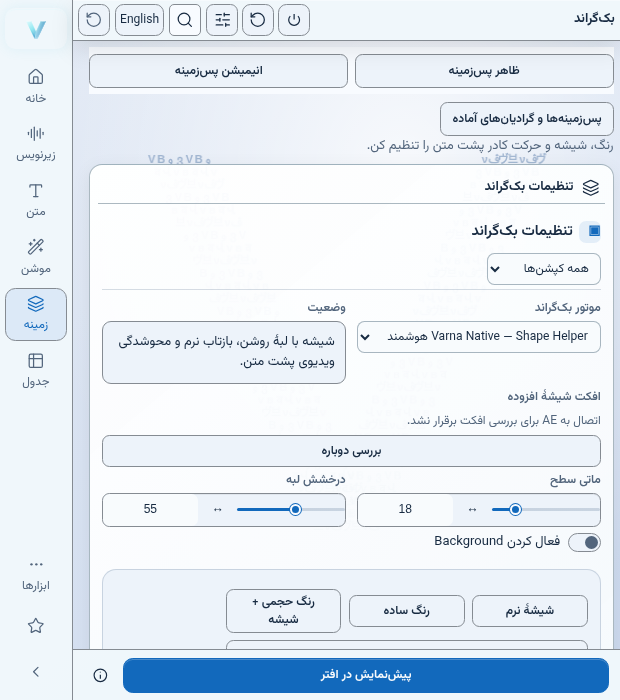 بک‌گراند
English
ظاهر پس‌زمینه
انیمیشن پس‌زمینه
پس‌زمینه‌ها و گرادیان‌های آماده
رنگ، شیشه و حرکت کادر پشت متن را تنظیم کن.
تنظیمات بک‌گراند
تنظیمات بک‌گراند
همه کپشن‌ها
موتور بک‌گراند
وضعیت
Varna Native — Shape Helper هوشمند
شیشه با لبهٔ روشن، بازتاب نرم و محوشدگی
ویدیوی پشت متن.
افکت شیشهٔ افزوده
اتصال به AE برای بررسی افکت برقرار نشد.
بررسی دوباره
ماتی سطح
درخشش لبه
18
55
فعال کردن Background
شیشهٔ نرم
رنگ ساده
رنگ حجمی +
شیشه
پیش‌نمایش در افتر
خانه
زیرنویس
متن
موشن
زمینه
جدول
ابزارها